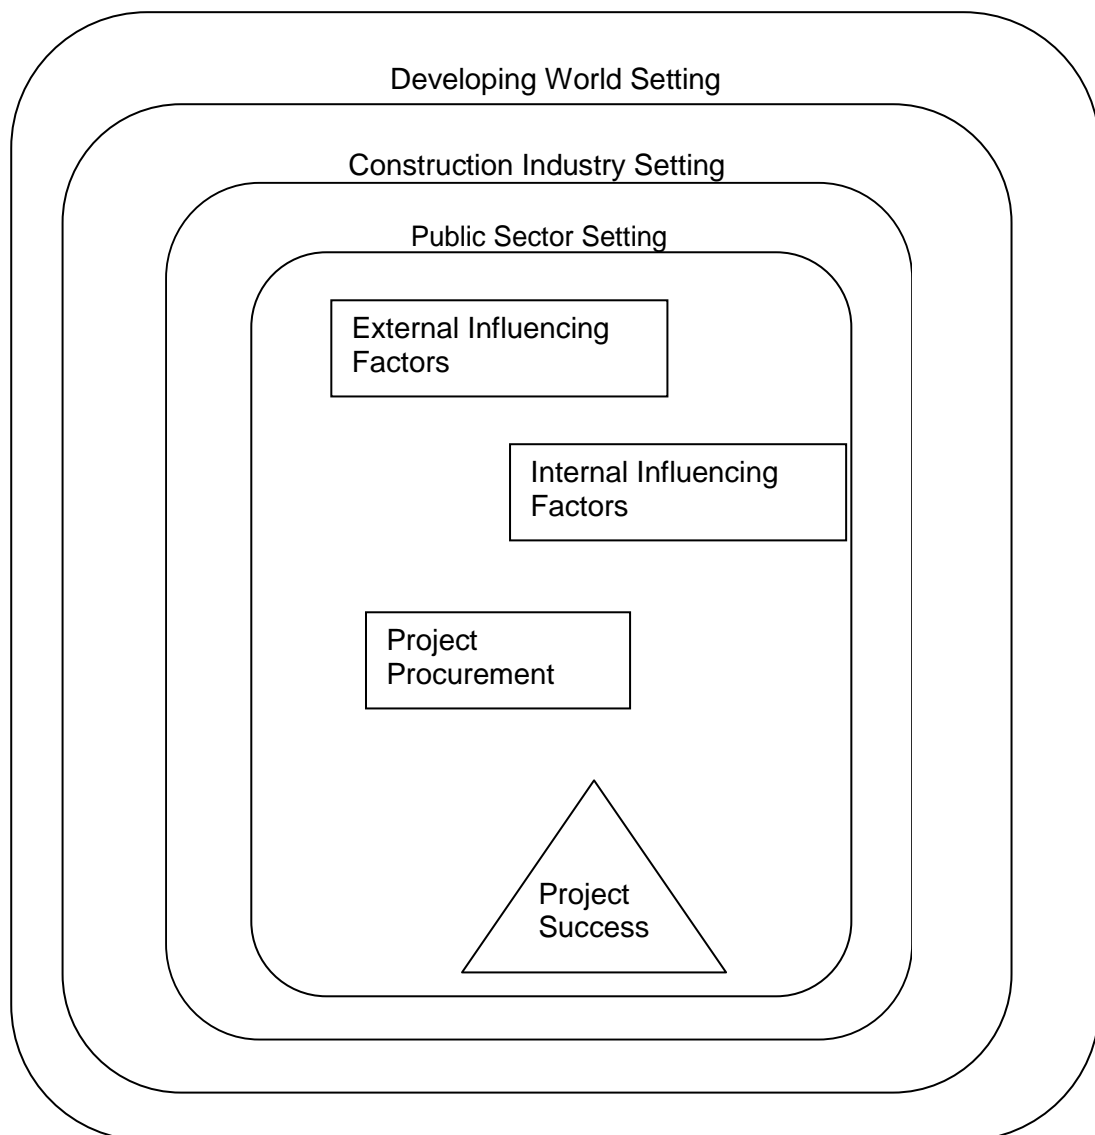 Developing World Setting
Construction Industry Setting
Public Sector Setting
External Influencing
Factors
Internal Influencing
Factors
Project
Procurement
Project
Success